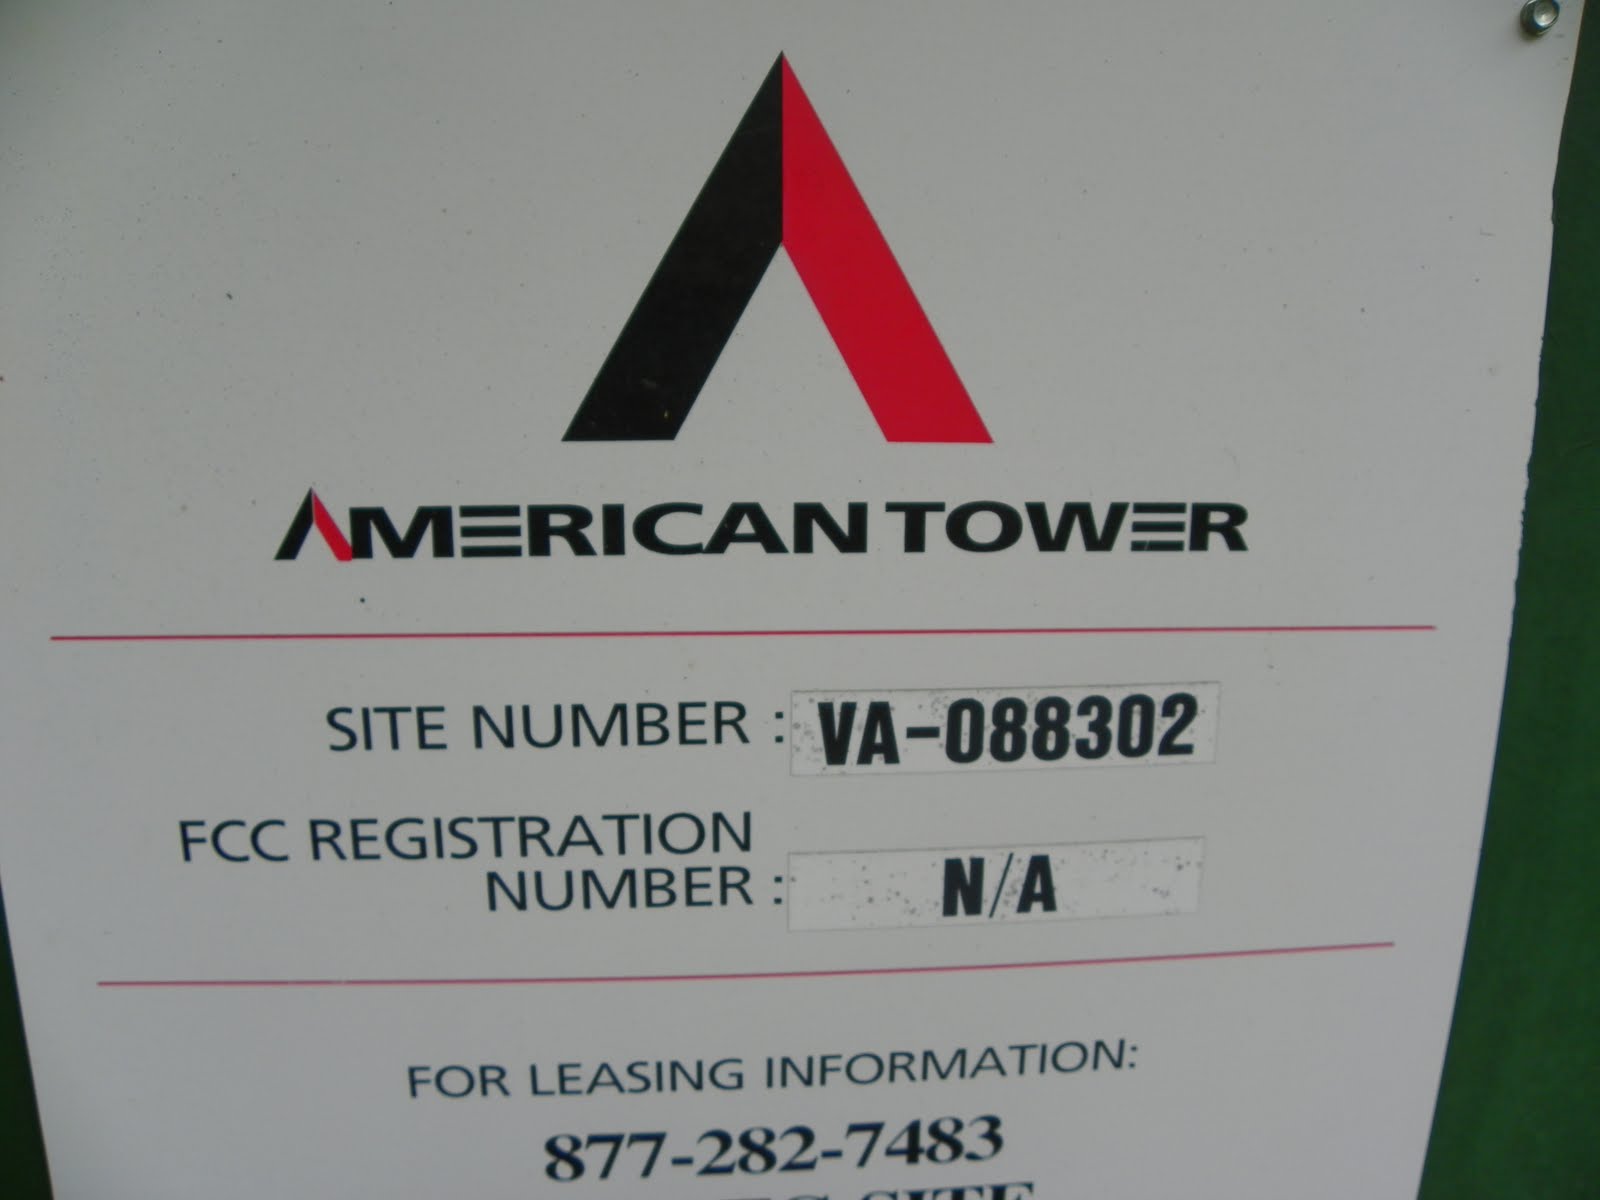 AMERICAN TOWER
SITE NUMBER : VA-088302
FCC REGISTRATION
NUMBER : N/A
FOR LEASING INFORMATION:
877-282-7483